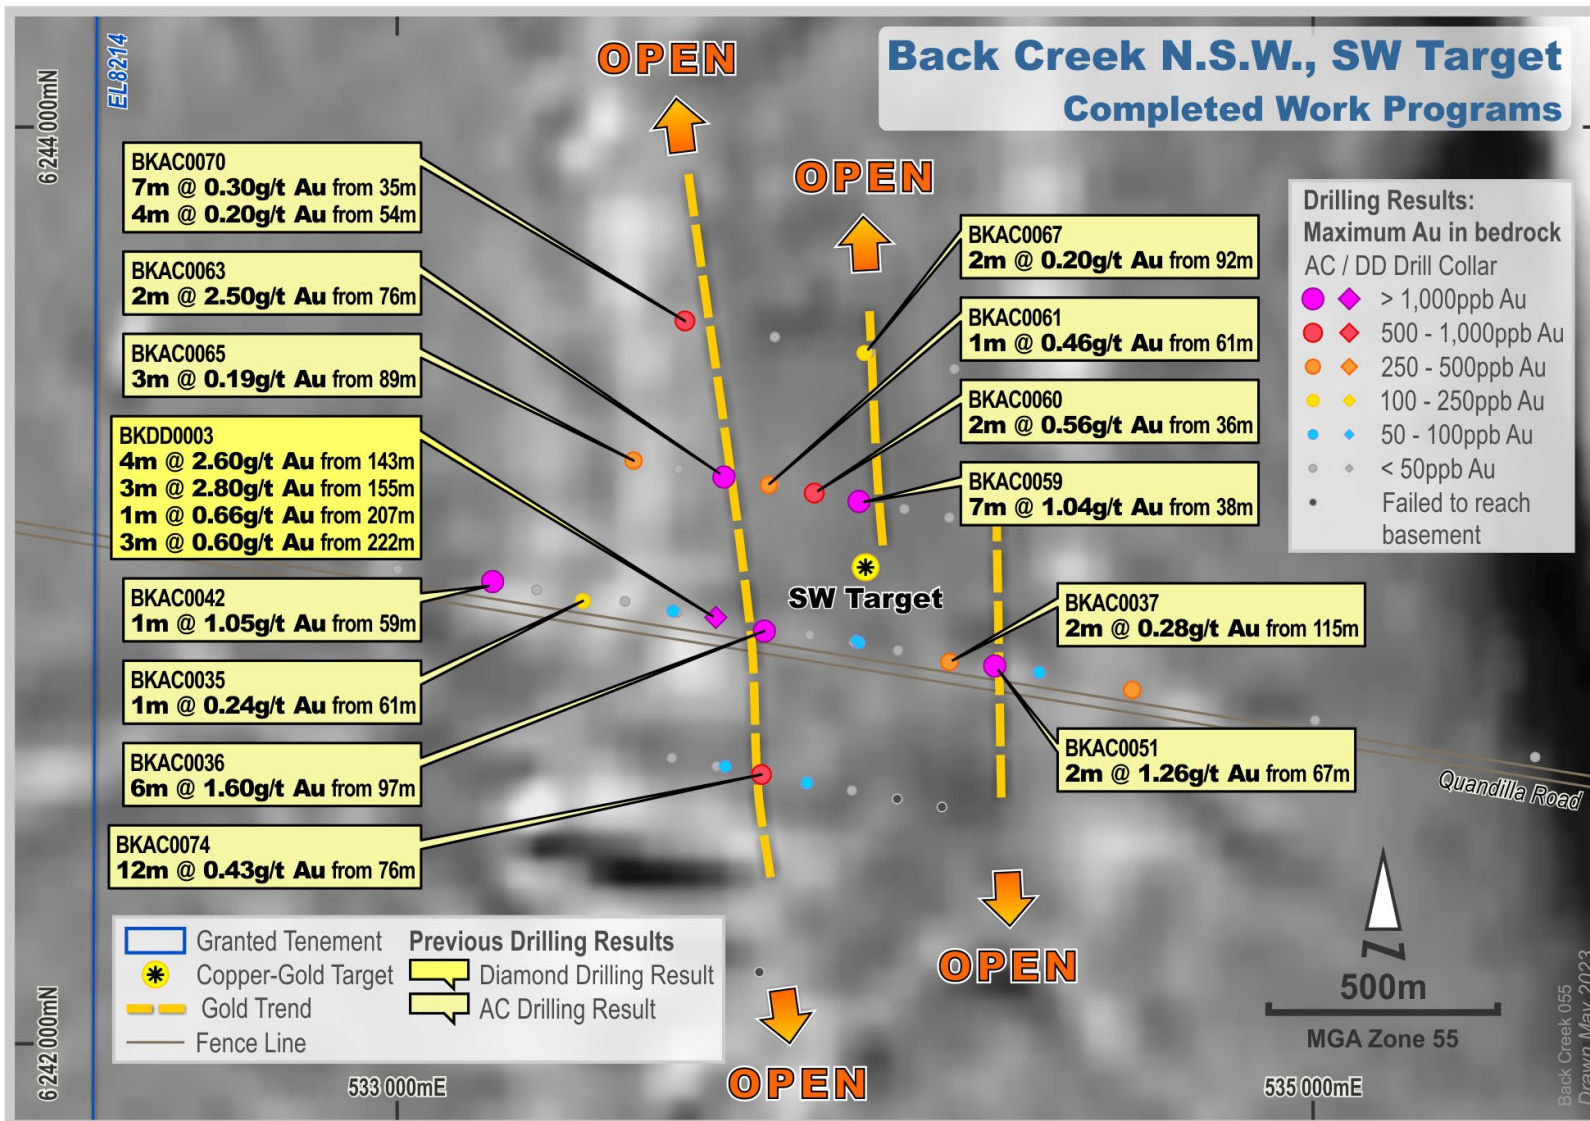 Back Creek N.S.W., SW Target
Completed Work Programs
EL8214
OPEN
OPEN
6 244 000mN
BKAC0070
7m @ 0.30g/t Au from 35m
4m @ 0.20g/t Au from 54m
BKAC0063
2m @ 2.50g/t Au from 76m
BKAC0065
3m @ 0.19g/t Au from 89m
BKDD0003
4m @ 2.60g/t Au from 143m
3m @ 2.80g/t Au from 155m
1m @ 0.66g/t Au from 207m
3m @ 0.60g/t Au from 222m
BKAC0042
1m @ 1.05g/t Au from 59m
BKAC0035
1m @ 0.24g/t Au from 61m
BKAC0036
6m @ 1.60g/t Au from 97m
BKAC0074
12m @ 0.43g/t Au from 76m
BKAC0067
2m @ 0.20g/t Au from 92m
BKAC0061
1m @ 0.46g/t Au from 61m
BKAC0060
2m @ 0.56g/t Au from 36m
BKAC0059
7m @ 1.04g/t Au from 38m
SW Target
BKAC0037
2m @ 0.28g/t Au from 115m
BKAC0051
2m @ 1.26g/t Au from 67m
Drilling Results:
Maximum Au in bedrock
AC / DD Drill Collar
> 1,000ppb Au
500 - 1,000ppb Au
250 - 500ppb Au
100 - 250ppb Au
50 - 100ppb Au
< 50ppb Au
Failed to reach
basement
Quandilla Road
Granted Tenement
Copper-Gold Target
Gold Trend
Fence Line
Previous Drilling Results
Diamond Drilling Result
AC Drilling Result
OPEN
OPEN
N
500m
MGA Zone 55
6 242 000mN
533 000mE
535 000mE
Back Creek 055
Drawn May 2023